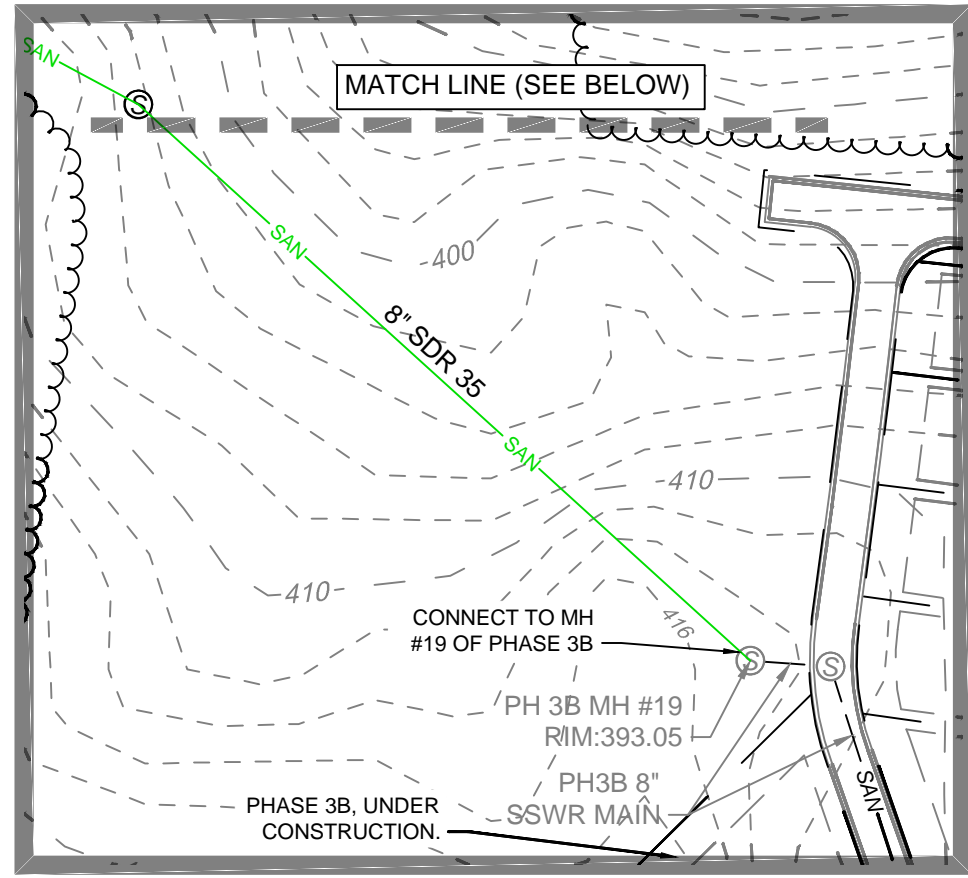 SAN
S
MATCH LINE (SEE BELOW)
SAN
400
8" SDR 35
SAN
410
410
416
CONNECT TO MH
#19 OF PHASE 3B
S
S
PH 3B MH #19
RIM:393.05
PH3B 8"
SSWR MAIN
SAN
PHASE 3B, UNDER
CONSTRUCTION.